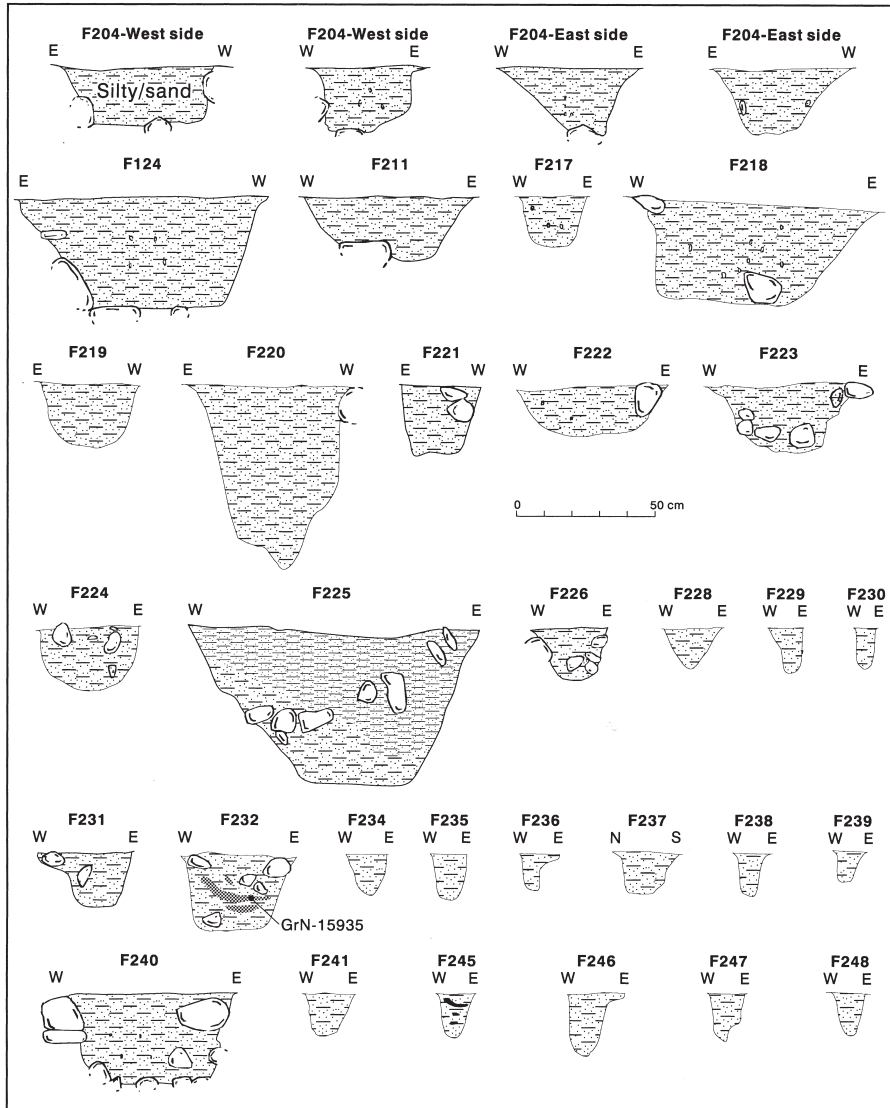 F204-West side F204-West side F204-East side F204-East side
E W W E W E E W
Silty/sand
F124 F211 F217 F218
E W W E W E W E
F219 F220 F221 F222 F223
E W E W E W W E W E
0 50 cm
F224 F225 F226 F228 F229 F230
W E W E W E W E W E W E
F231 F232 F234 F235 F236 F237 F238 F239
W E W E W E W E W E N S W E W E
GrN-15935
F240 F241 F245 F246 F247 F248
W E W E W E W E W E W E